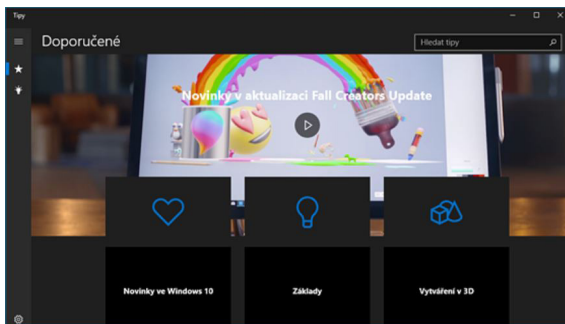 Tipy
Doporučené
Hledat tipy
Novinky v aktualizaci Fall Creators Update
Novinky ve Windows 10
Základy
Vytváření v 3D